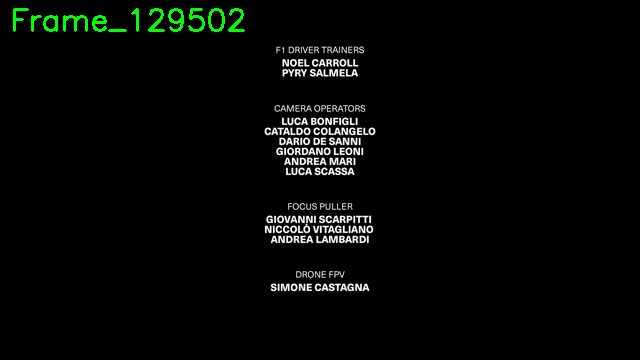 Frame_129502
F1 DRIVER TRAINERS
NOEL CARROLL
PYRY SALMELA
CAMERA OPERATORS
LUCA BONFIGLI
CATALDO COLANGELO
DARIO DE SANNI
GIORDANO LEONI
ANDREA MARI
LUCA SCASSA
FOCUS PULLER
GIOVANNI SCARPITTI
NICCOLÒ VITAGLIANO
ANDREA LAMBARDI
DRONE FPV
SIMONE CASTAGNA